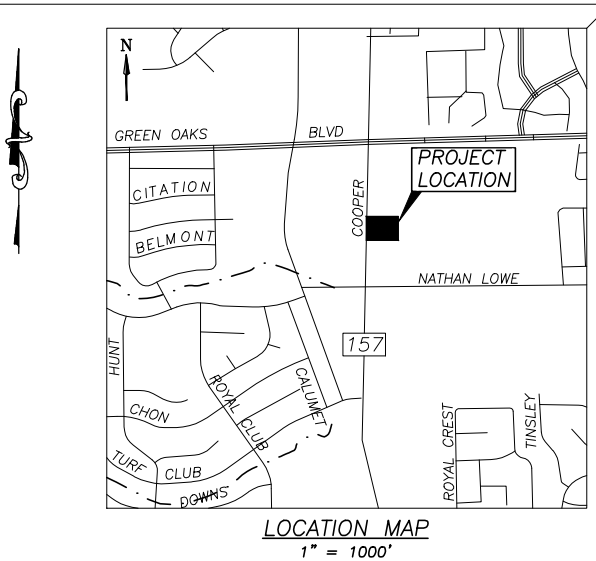 N
GREEN OAKS BLVD
PROJECT
LOCATION
CITATION
COOPER
BELMONT
NATHAN LOWE
157
HUNT
CALUMET
ROYAL CLUB
CHON
ROYAL CREST
TINSLEY
TURF CLUB
DOWNS
LOCATION MAP
1" = 1000'